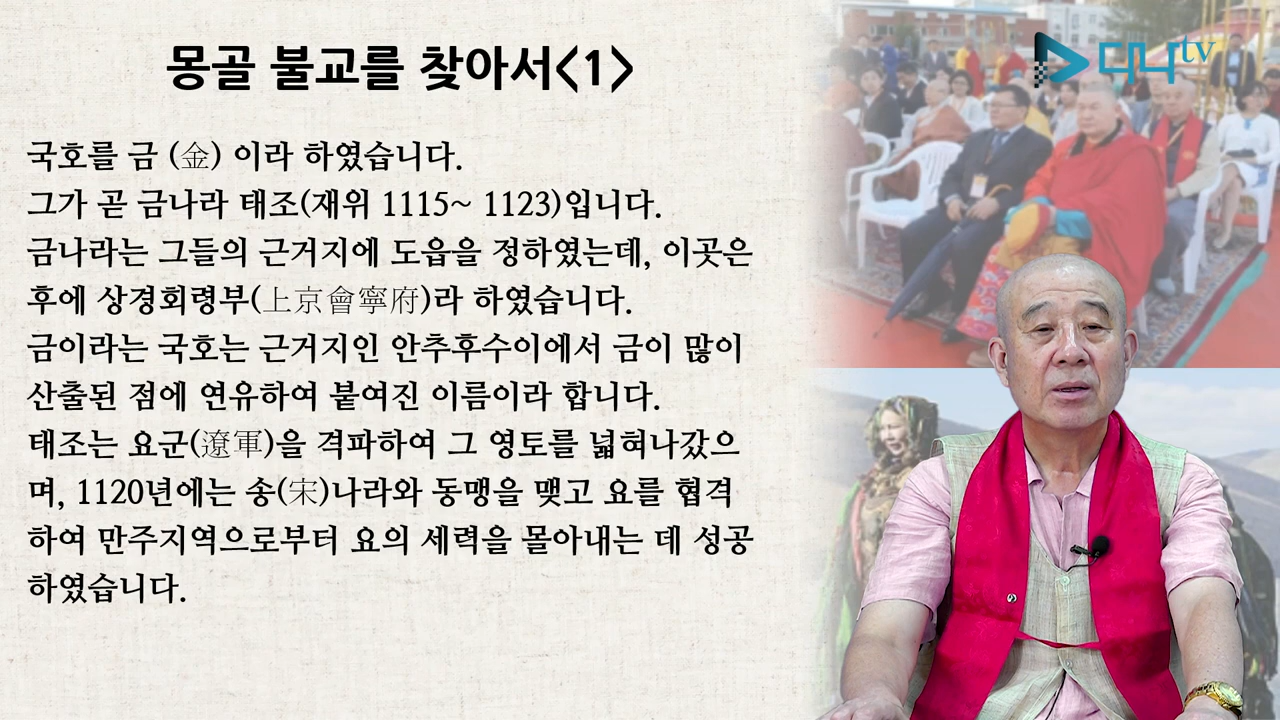 몽골 불교를 찾아서<1>
다나tv
국호를 금 (金) 이라 하였습니다.
그가 곧 금나라 태조(재위 1115~ 1123)입니다.
금나라는 그들의 근거지에 도읍을 정하였는데, 이곳은
후에 상경회령부(上京會寧府)라 하였습니다.
금이라는 국호는 근거지인 안추후수이에서 금이 많이
산출된 점에 연유하여 붙여진 이름이라 합니다.
태조는 요군(遼軍)을 격파하여 그 영토를 넓혀나갔으
며, 1120년에는 송(宋)나라와 동맹을 맺고 요를 협격
하여 만주지역으로부터 요의 세력을 몰아내는 데 성공
하였습니다.